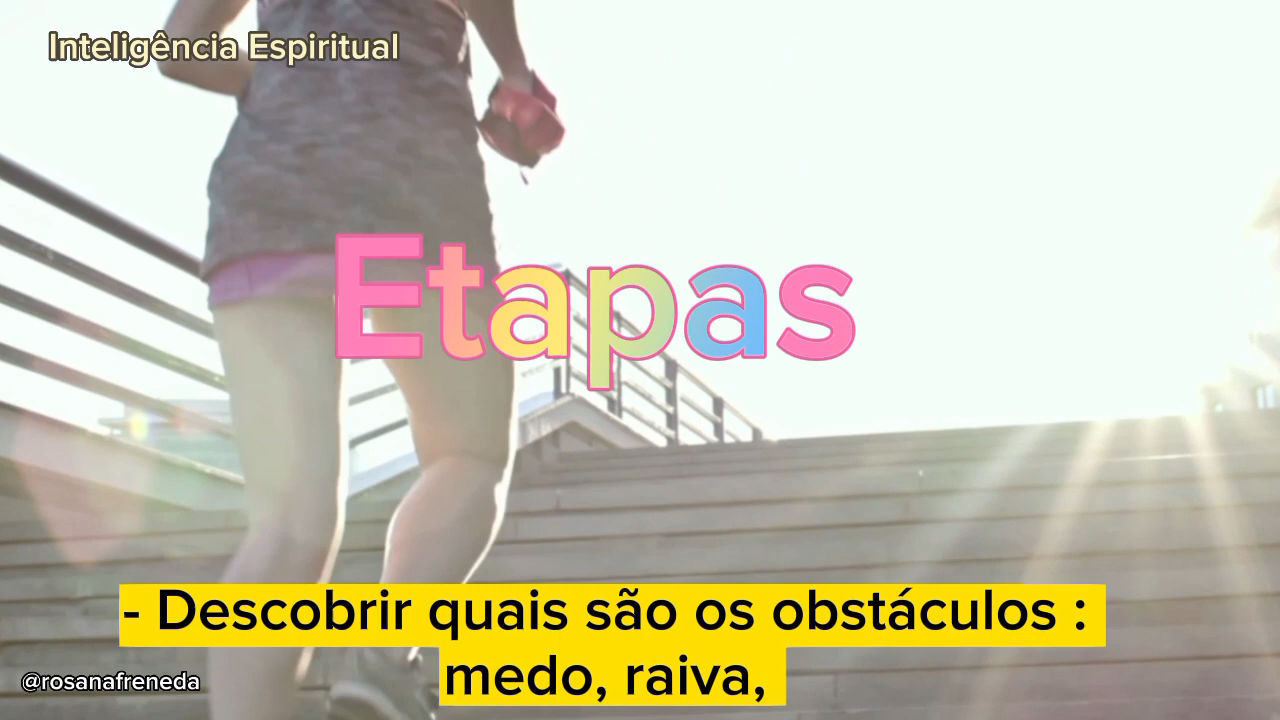 Inteligência Espiritual
Etapas
- Descobrir quais são os obstáculos :
medo, raiva,
@rosanafreneda